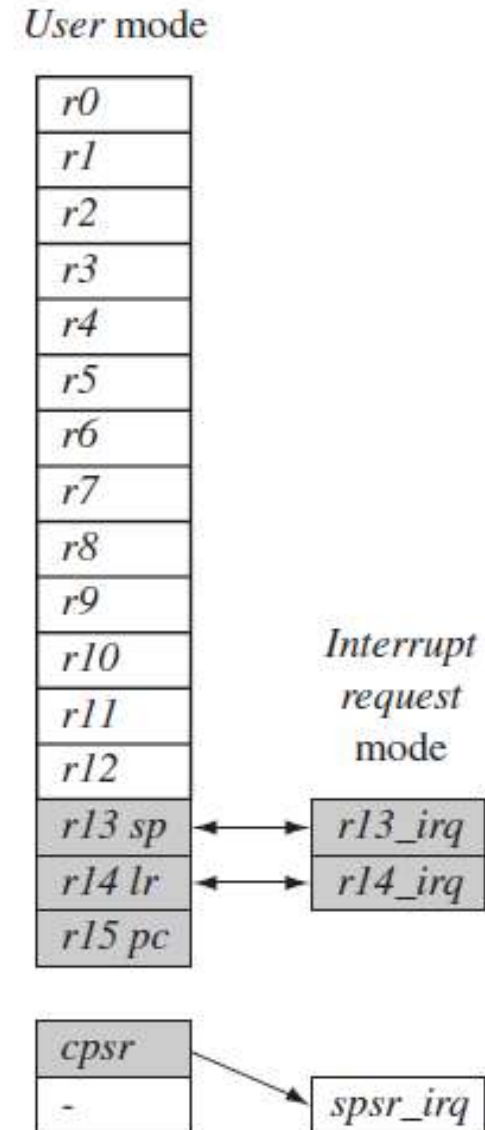 User mode
r0
r1
r2
r3
r4
r5
r6
r7
r8
r9
r10
r11
r12
r13 sp
r14 lr
r15 pc
cpsr
-
Interrupt
request
mode
r13_irq
r14_irq
spsr_irq